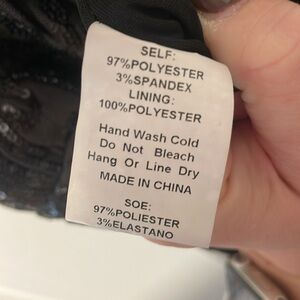 SELF:
97%POLYESTER
3%SPANDEX
LINING:
100%POLYESTER
Hand Wash Cold
Do Not Bleach
Hang Or Line Dry
MADE IN CHINA
SOE:
97%POLIESTER
3%ELASTANO